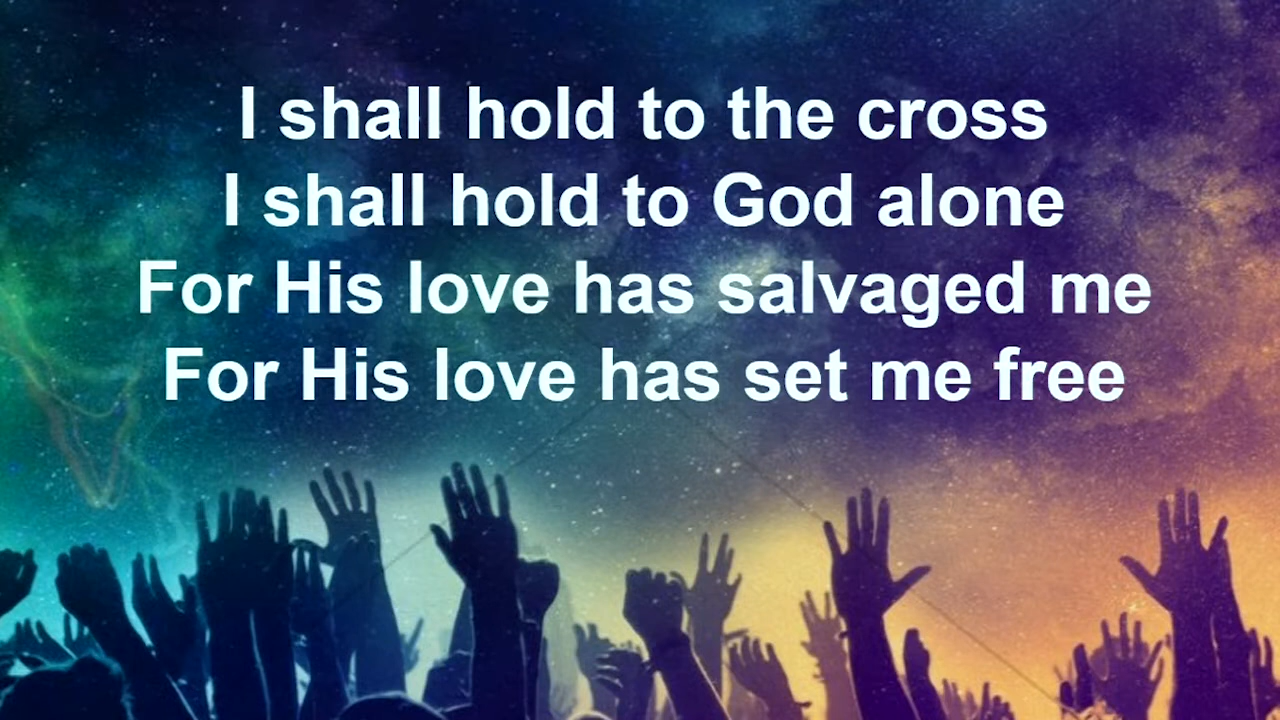 I shall hold to the cross
I shall hold to God alone
For His love has salvaged me
For His love has set me free